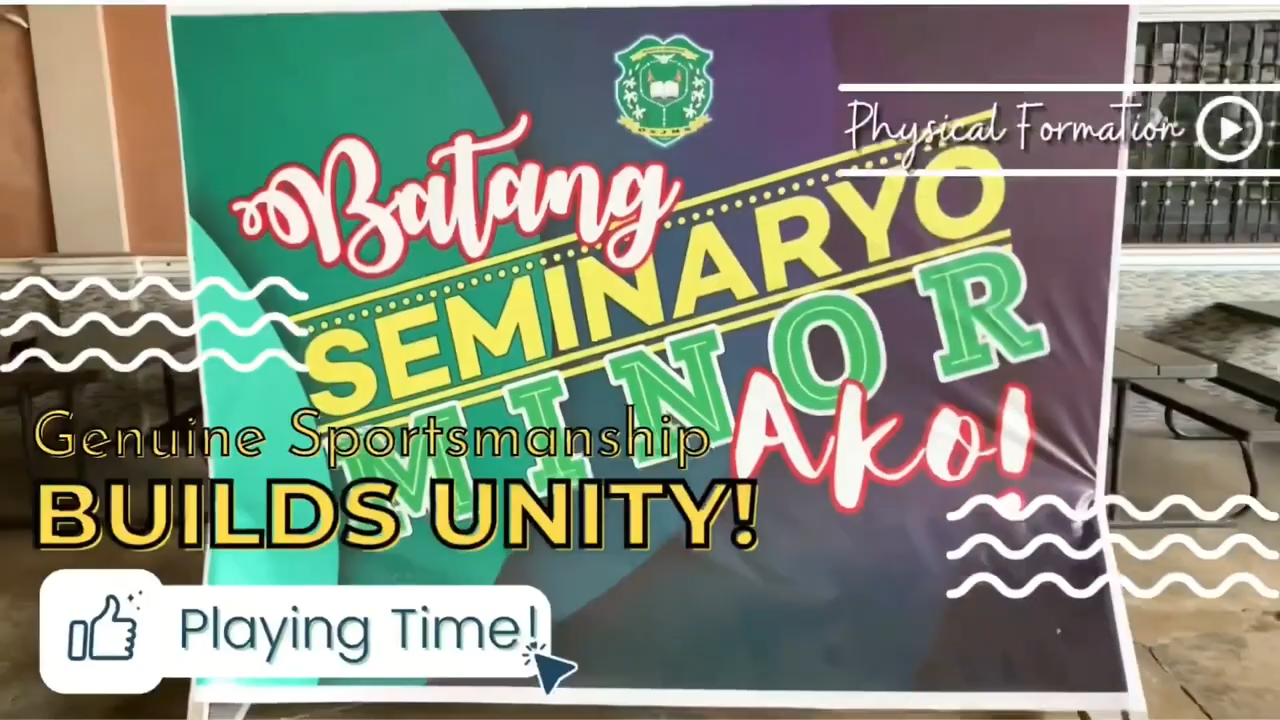 Physical Formation
Batang
SEMINARYO
MINOR
Ako!
Genuine Sportsmanship
BUILDS UNITY!
Playing Time!